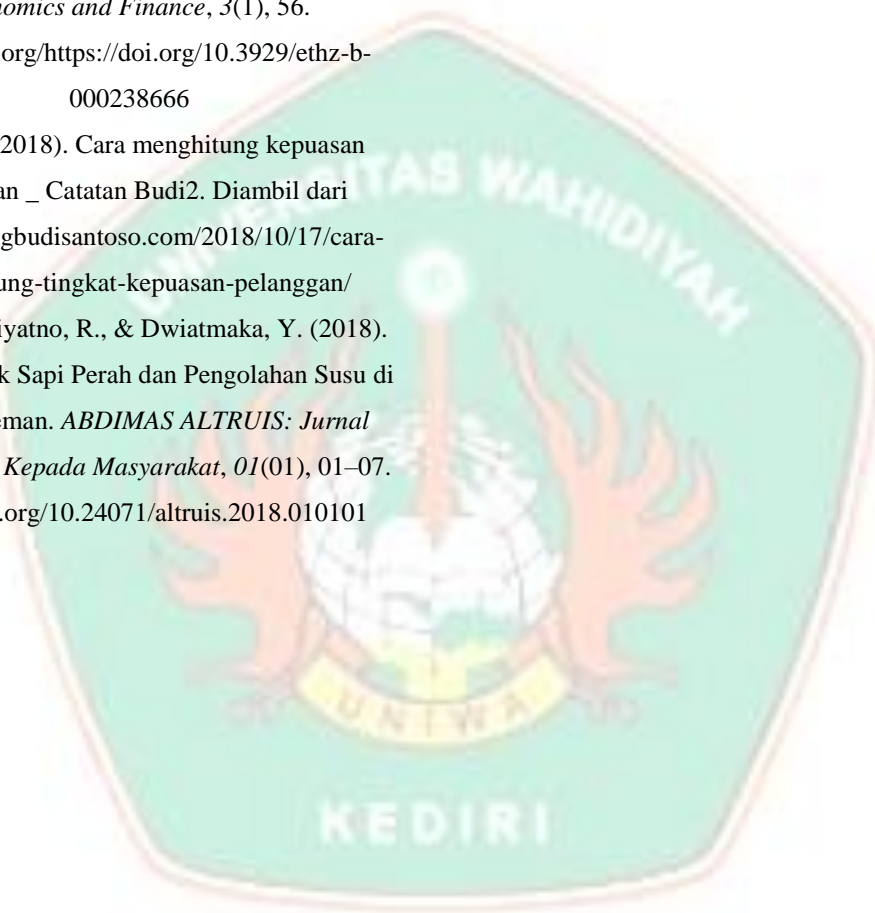 nomics and Finance, 3(1), 56.
.org/https://doi.org/10.3929/ethz-b-
000238666
2018). Cara menghitung kepuasan
an _ Catatan Budi2. Diambil dari
gbudisantoso.com/2018/10/17/cara-
ung-tingkat-kepuasan-pelanggan/
iyatno, R., & Dwiatmaka, Y. (2018).
k Sapi Perah dan Pengolahan Susu di
eman. ABDIMAS ALTRUIS: Jurnal
Kepada Masyarakat, 01(01), 01–07.
.org/10.24071/altruis.2018.010101
UNIVERSITAS WAHIDIYAH
UNIWA
KEDIRI